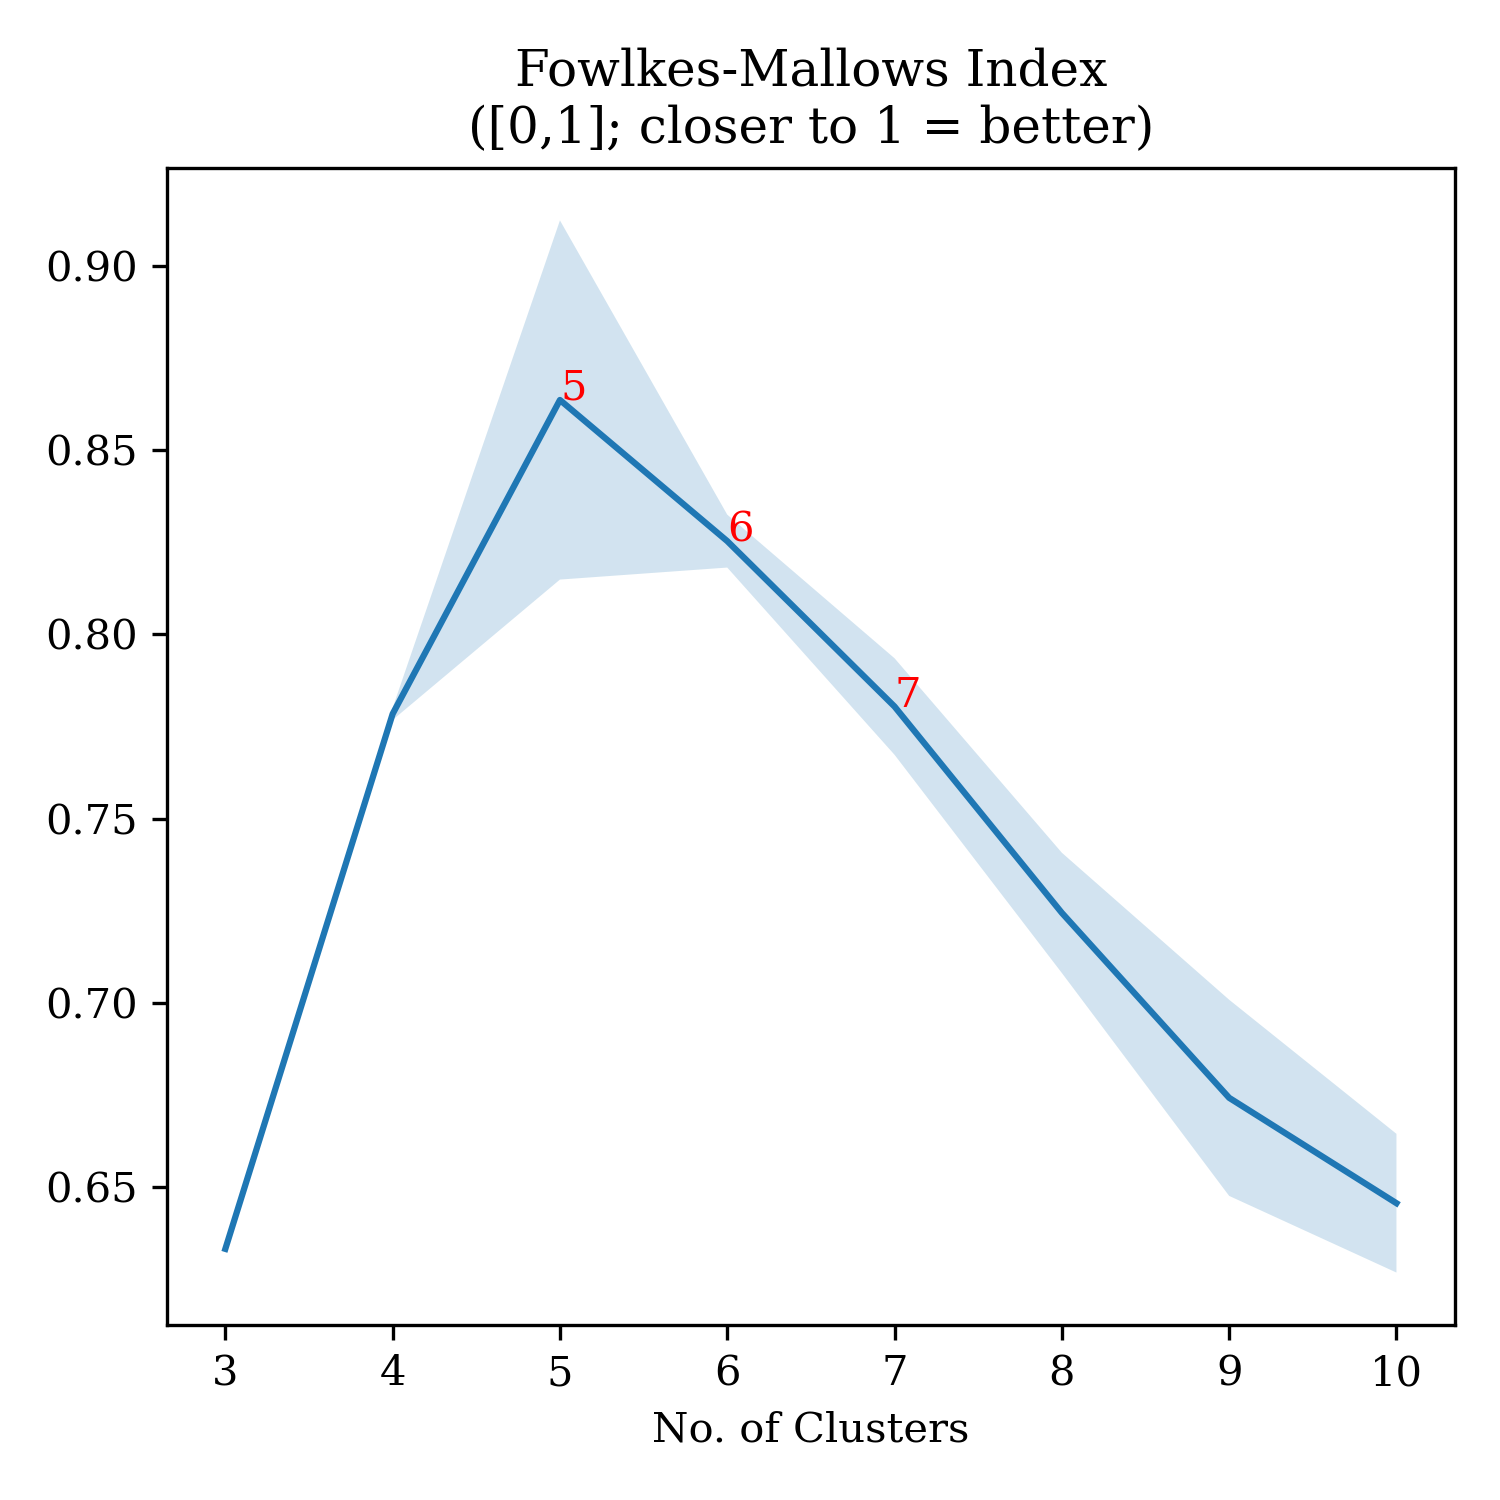 Fowlkes-Mallows Index
([0,1]; closer to 1 = better)
0.90
0.85
0.80
0.75
0.70
0.65
5
6
7
3 4 5 6 7 8 9 10
No. of Clusters